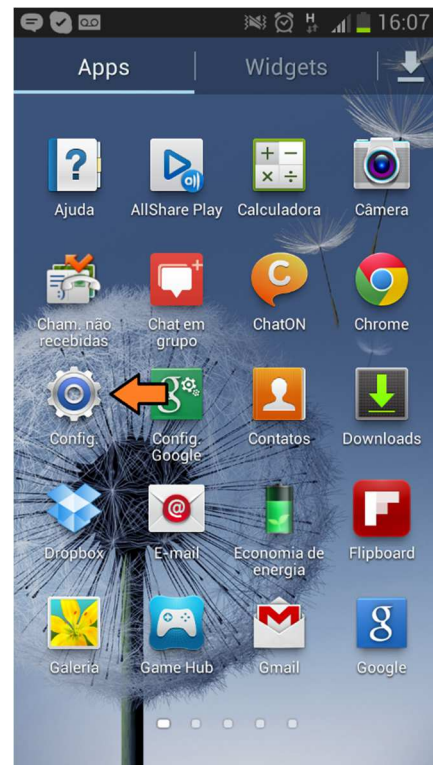 H 16:07
Apps Widgets
Ajuda AllShare Play Calculadora Câmera
Cham. não
recebidas
Chat em
grupo
ChatON Chrome
Config. Config.
Google
Contatos Downloads
Dropbox E-mail Economia de
energia
Flipboard
Galeria Game Hub Gmail Google